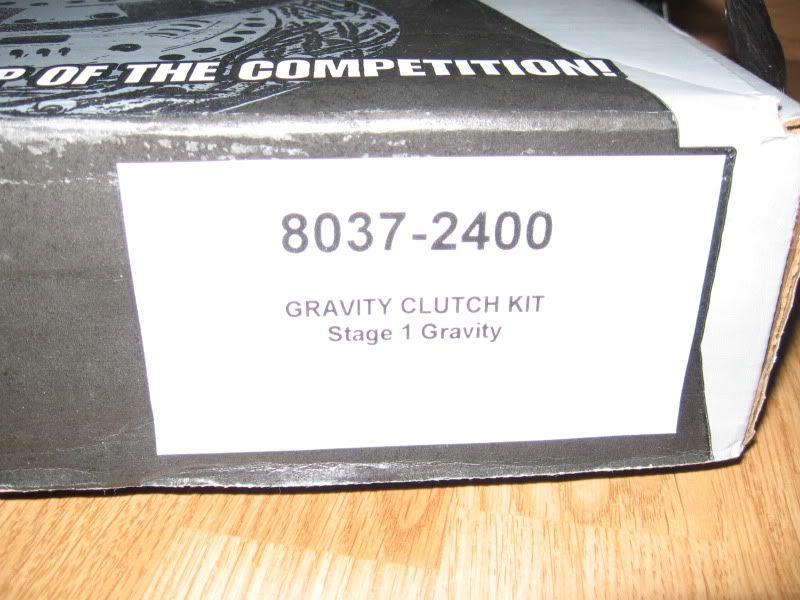 P OF THE COMPETITION!
8037-2400
GRAVITY CLUTCH KIT
Stage 1 Gravity